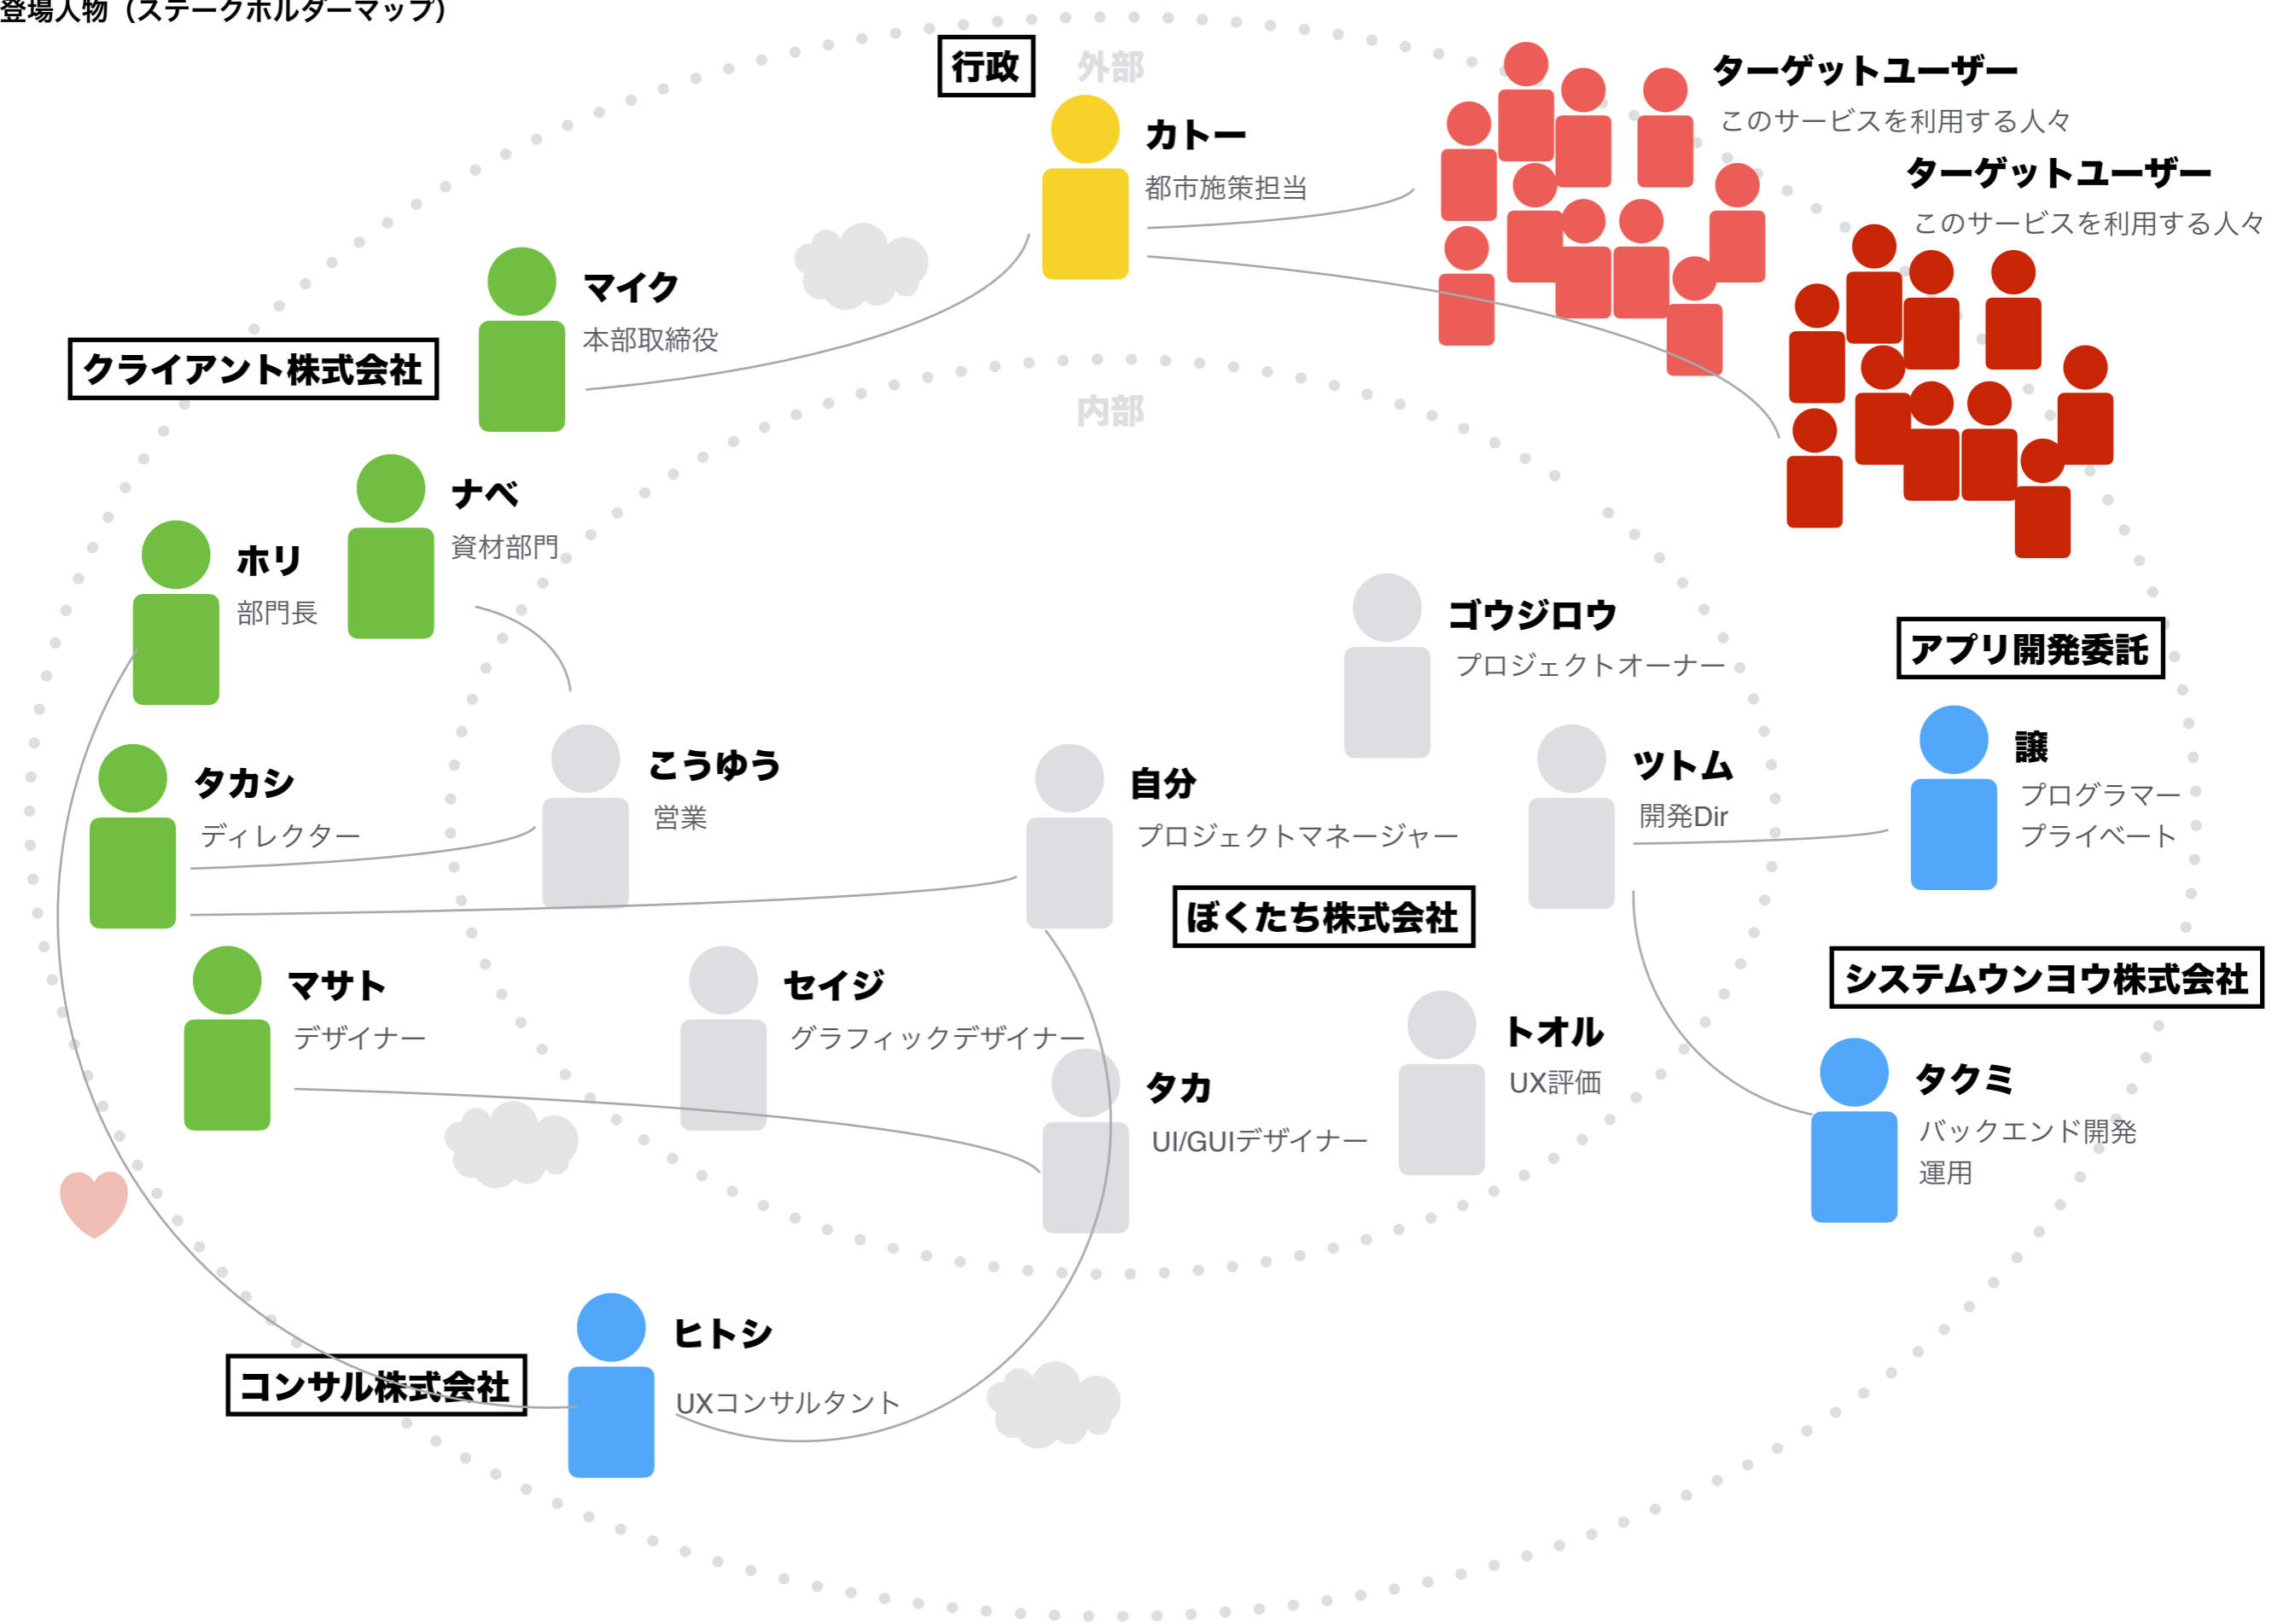 登場人物（ステークホルダーマップ）
行政
外部
カトー
都市施策担当
ターゲットユーザー
このサービスを利用する人々
ターゲットユーザー
このサービスを利用する人々
マイク
本部取締役
クライアント株式会社
内部
ナベ
資材部門
ホリ
部門長
ゴウジロウ
プロジェクトオーナー
アプリ開発委託
タカシ
ディレクター
こうゆう
営業
自分
プロジェクトマネージャー
ツトム
開発Dir
譲
プログラマー
プライベート
ぼくたち株式会社
システムウンヨウ株式会社
マサト
デザイナー
セイジ
グラフィックデザイナー
タカ
UI/GUIデザイナー
トオル
UX評価
タクミ
バックエンド開発
運用
ヒトシ
UXコンサルタント
コンサル株式会社